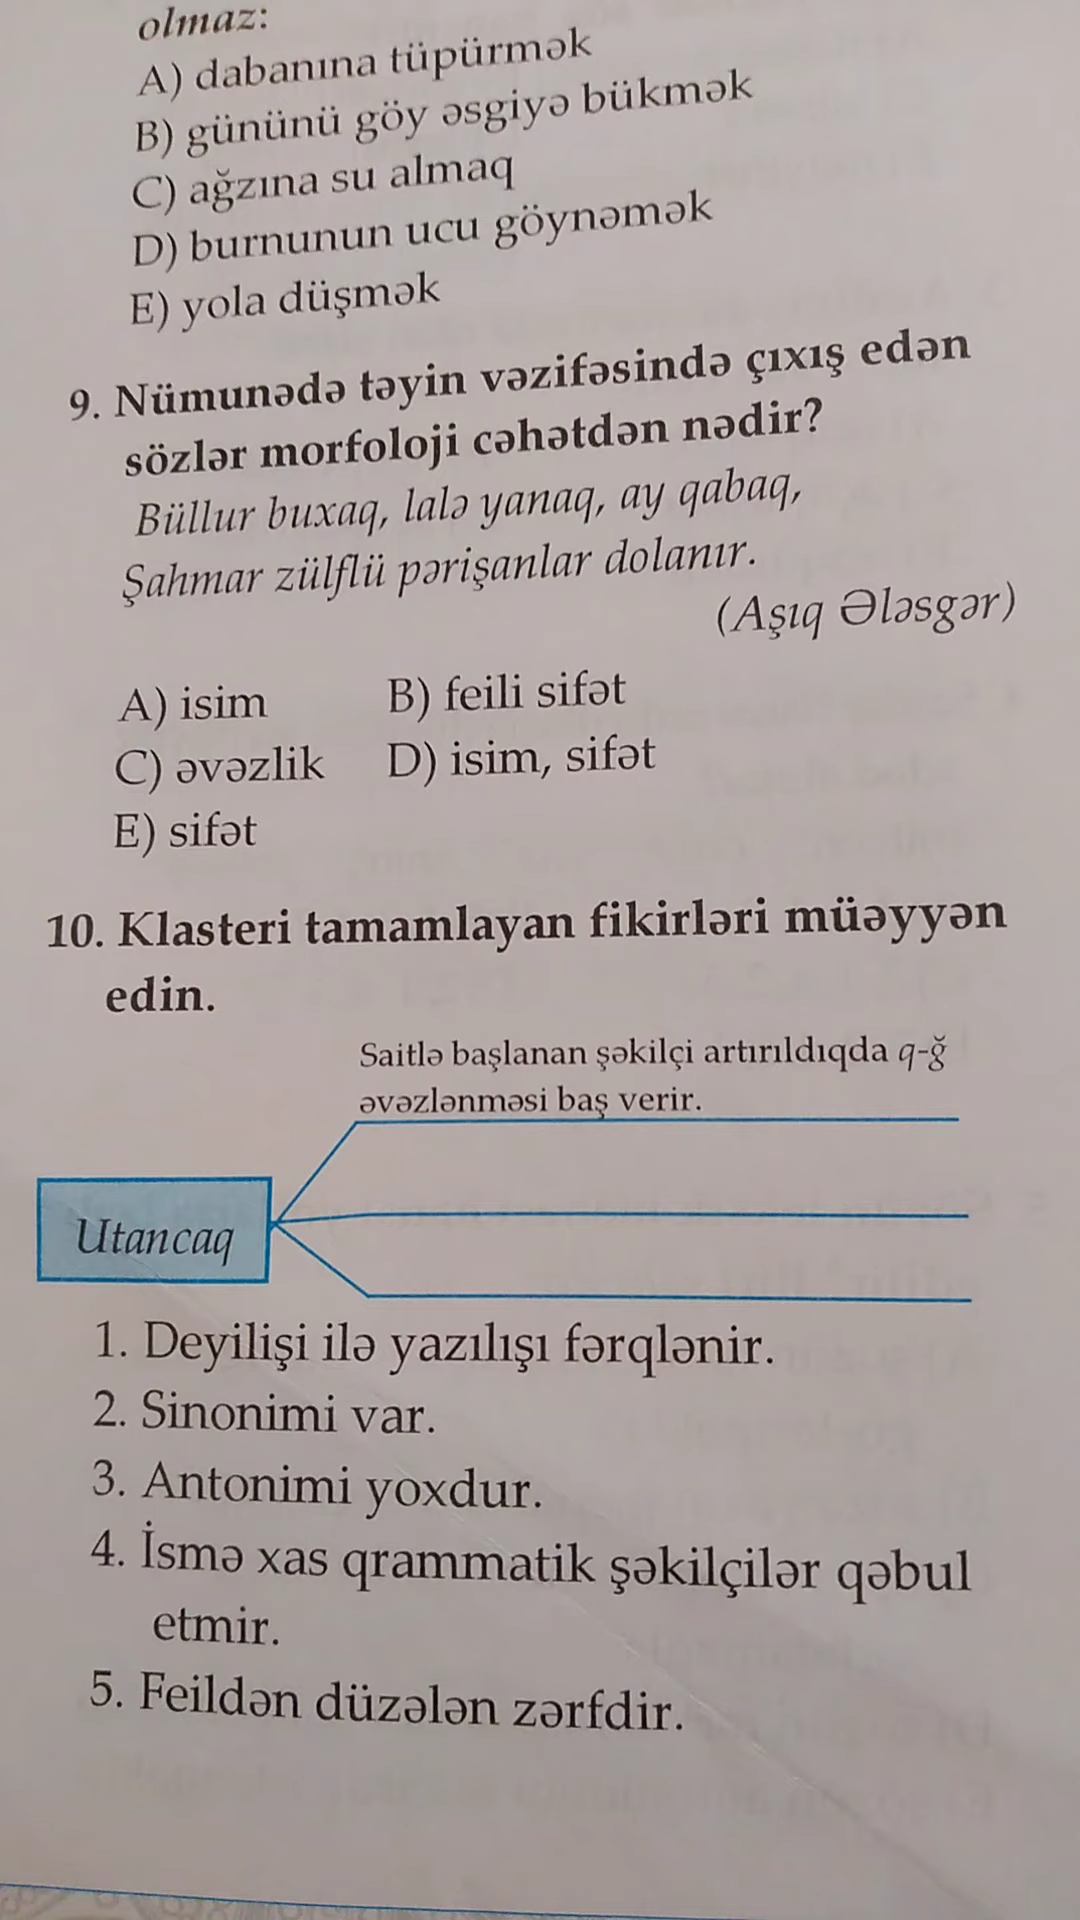 olmaz:
A) dabanına tüpürmək
B) gününü göy əsgiyə bükmək
C) ağzına su almaq
D) burnunun ucu göynəmək
E) yola düşmək
9. Nümunədə təyin vəzifəsində çıxış edən
sözlər morfoloji cəhətdən nədir?
Büllur buxaq, lalə yanaq, ay qabaq,
Şahmar zülflü pərişanlar dolanır.
(Aşıq Ələsgər)
A) isim B) feili sifət
C) əvəzlik D) isim, sifət
E) sifət
10. Klasteri tamamlayan fikirləri müəyyən
edin.
Saitlə başlanan şəkilçi artırıldıqda q-ğ
əvəzlənməsi baş verir.
Utancaq
1. Deyilişi ilə yazılışı fərqlənir.
2. Sinonimi var.
3. Antonimi yoxdur.
4. İsmə xas qrammatik şəkilçilər qəbul
etmir.
5. Feildən düzələn zərfdir.